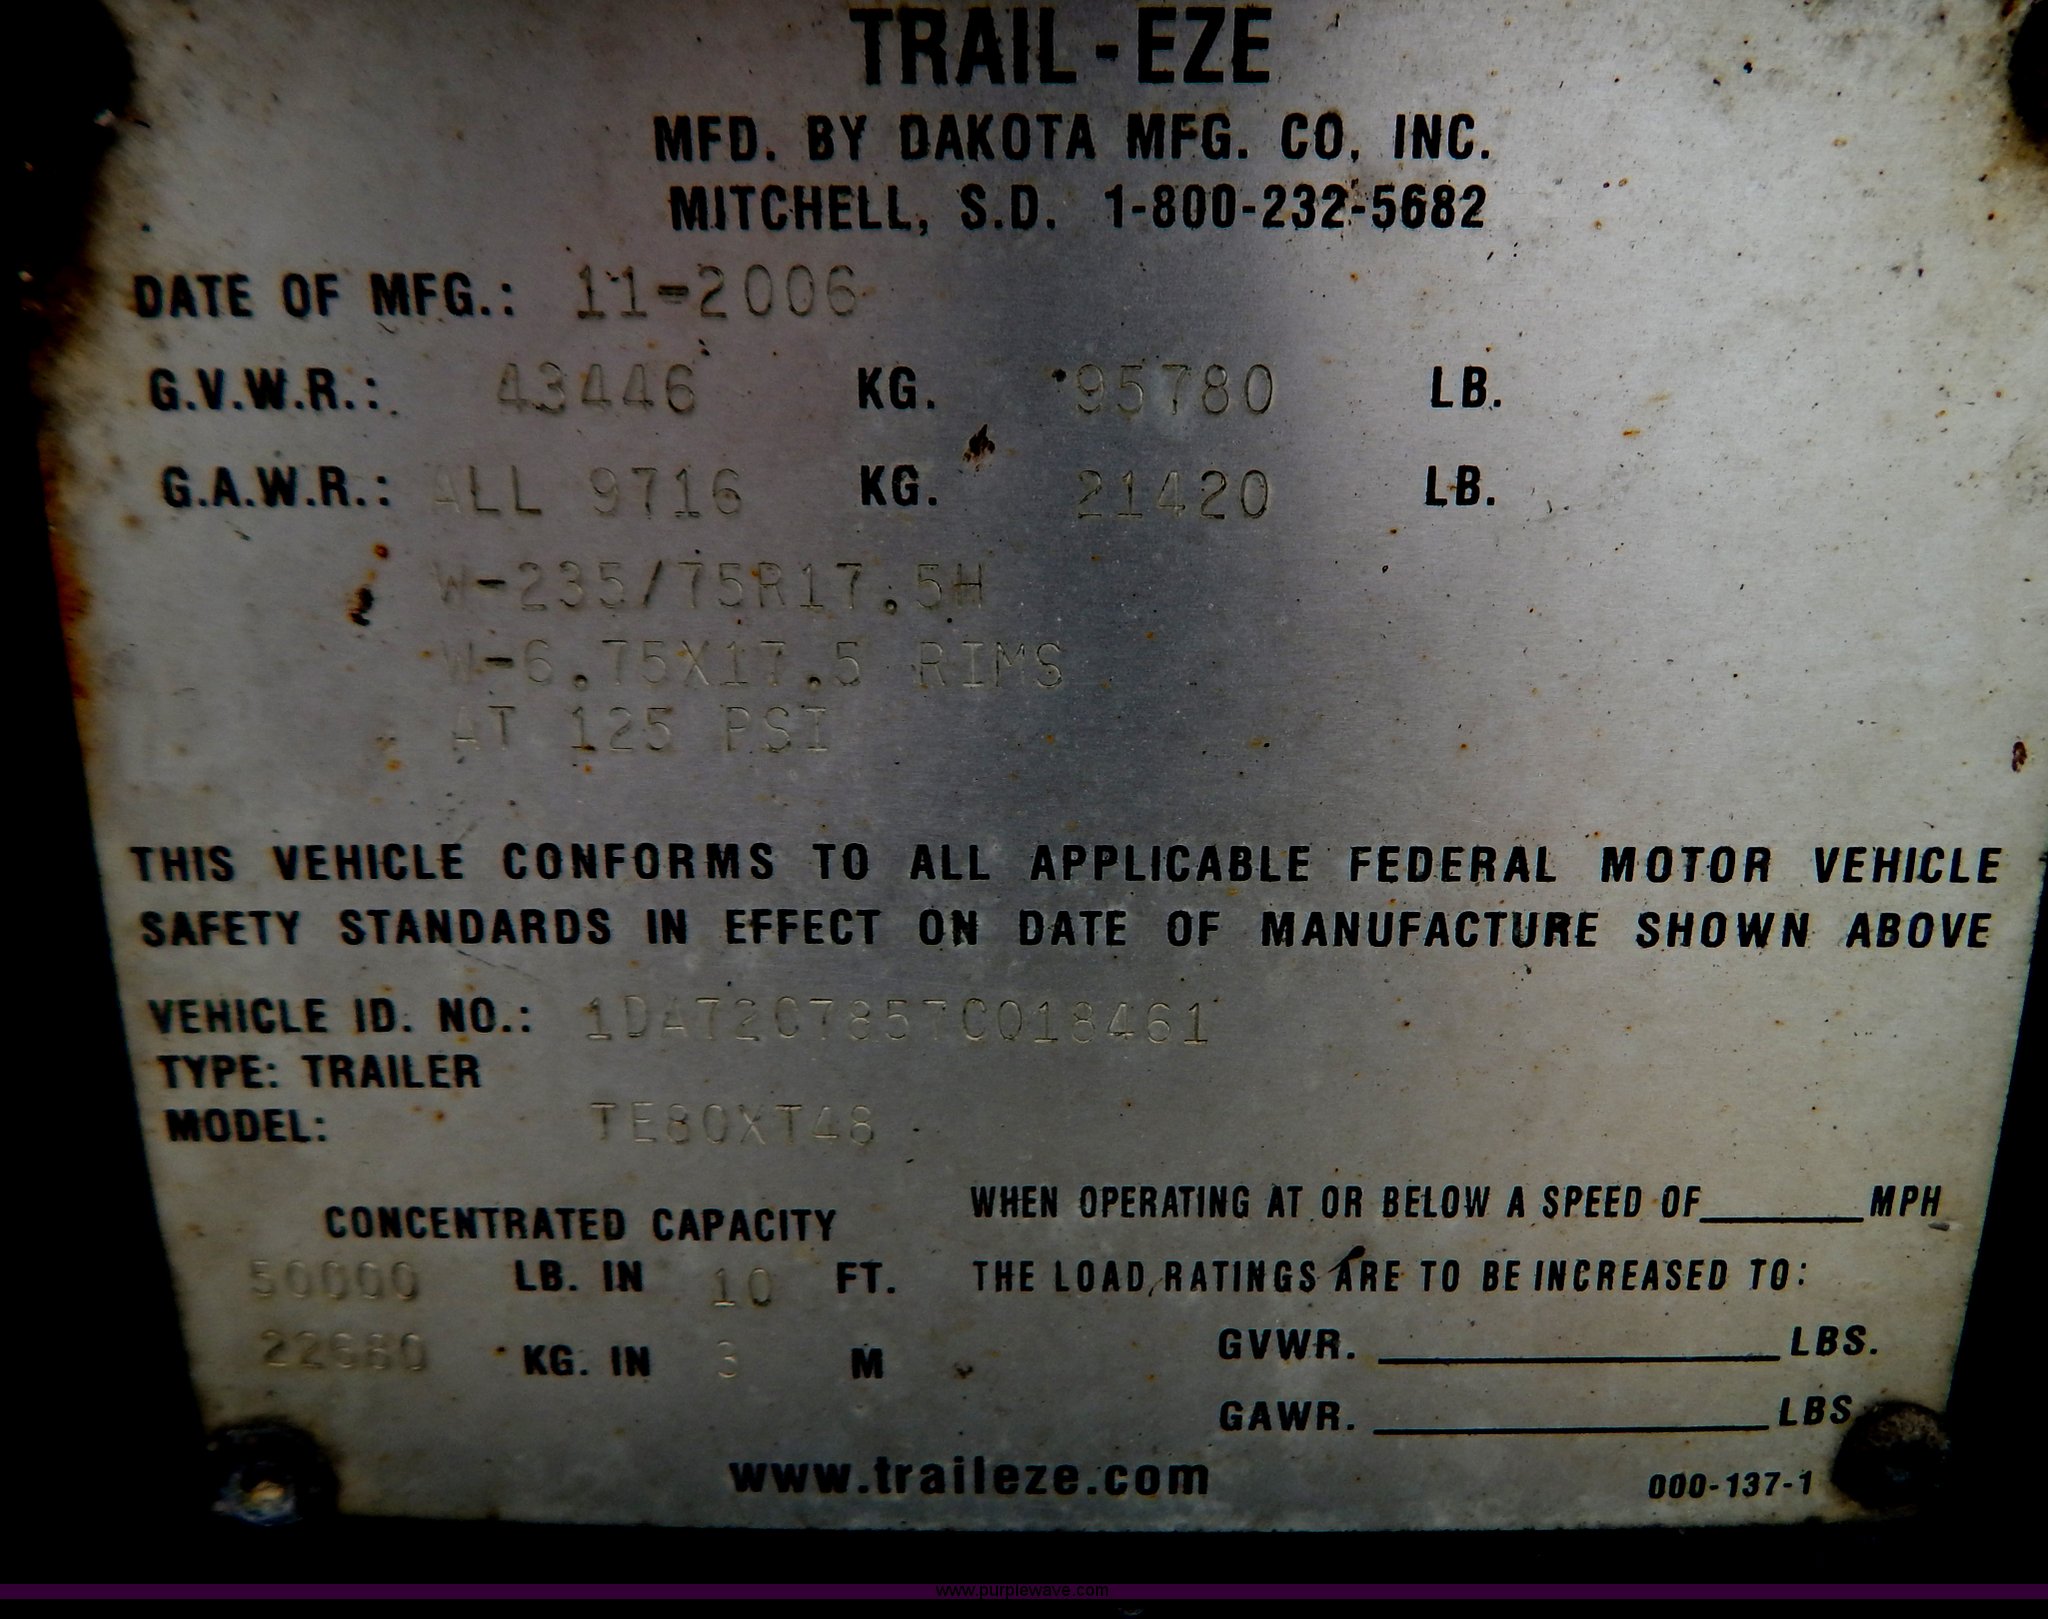 TRAIL-EZE
MFD. BY DAKOTA MFG. CO. INC.
MITCHELL, S.D. 1-800-232-5682
DATE OF MFG.: 11-2006
G.V.W.R.: 43446 KG. 95780 LB.
G.A.W.R.: ALL 9716 KG. 21420 LB.
W-235/75R17.5H
W-6.75X17.5 RIMS
AT 125 PSI
THIS VEHICLE CONFORMS TO ALL APPLICABLE FEDERAL MOTOR VEHICLE
SAFETY STANDARDS IN EFFECT ON DATE OF MANUFACTURE SHOWN ABOVE
VEHICLE ID. NO.: 1DA72C7857C018461
TYPE: TRAILER
MODEL: TE80XT48
CONCENTRATED CAPACITY
50000 LB. IN 10 FT.
22680 KG. IN 3 M
WHEN OPERATING AT OR BELOW A SPEED OF______MPH
THE LOAD RATINGS ARE TO BE INCREASED TO:
GVWR. ______ LBS.
GAWR. ______ LBS
www.traileze.com
000-137-1
www.purplewave.com